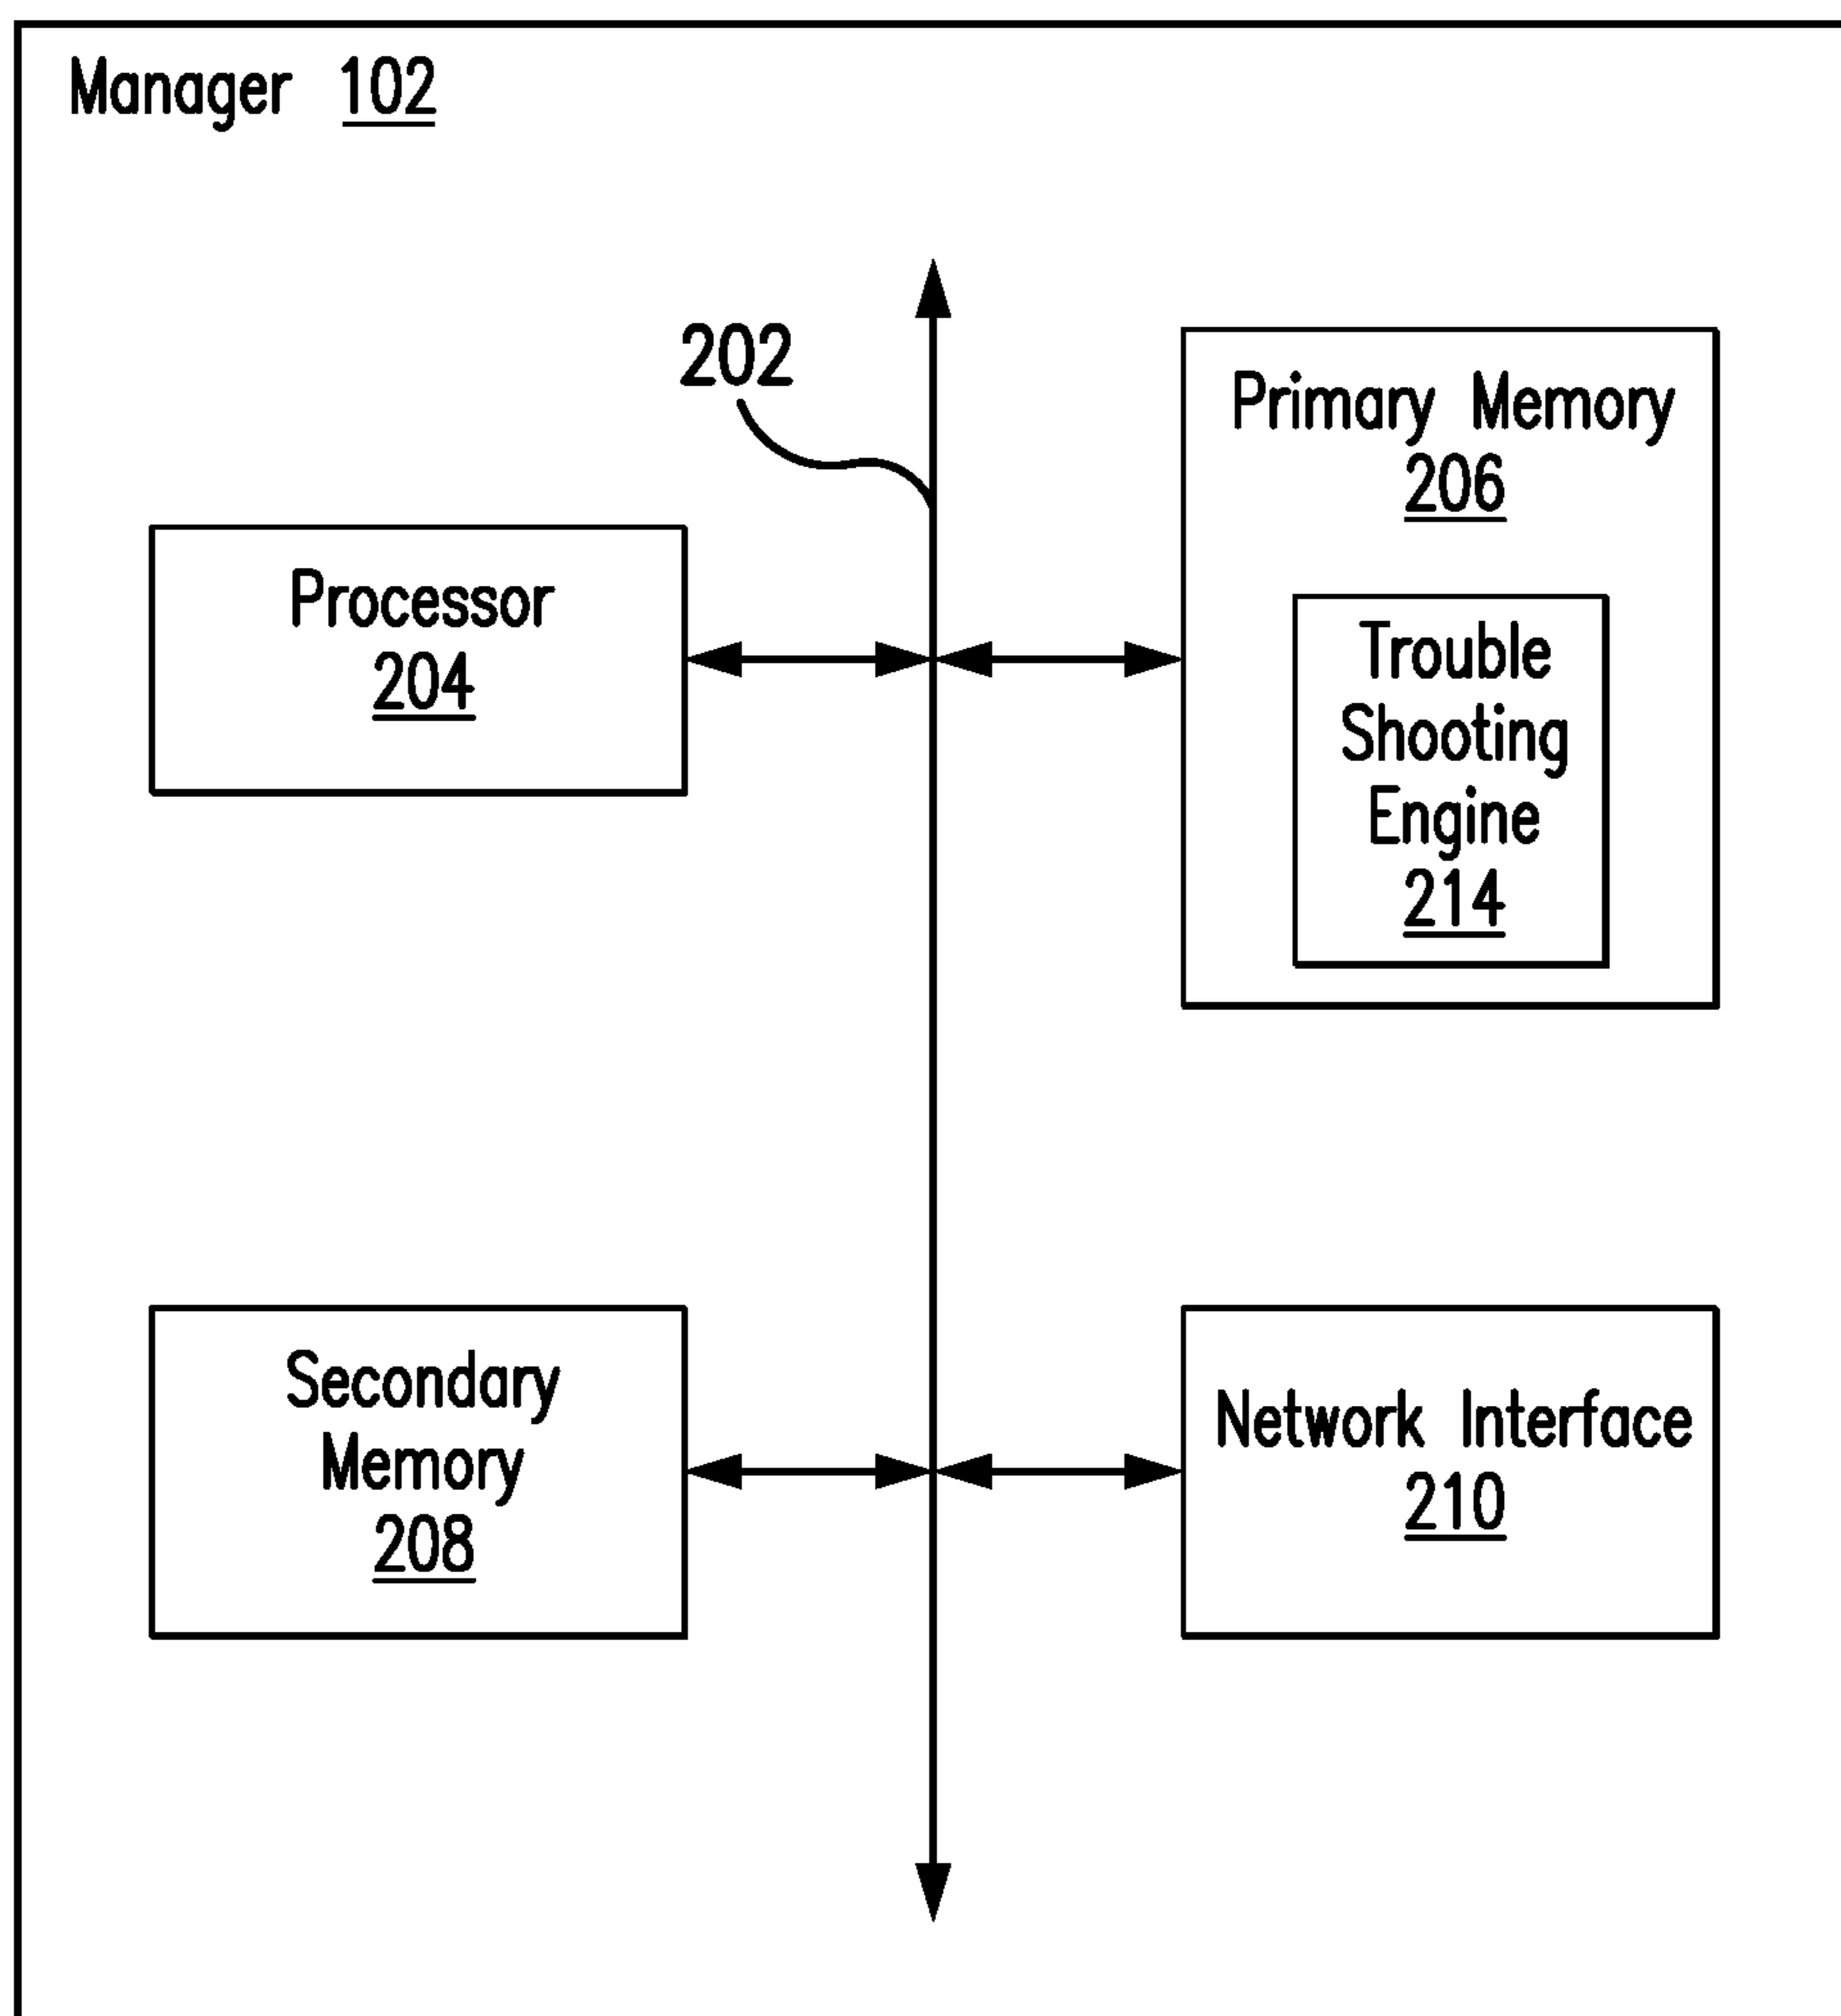 Manager 102
202
Primary Memory
206
Processor
204
Trouble
Shooting
Engine
214
Secondary
Memory
208
Network Interface
210